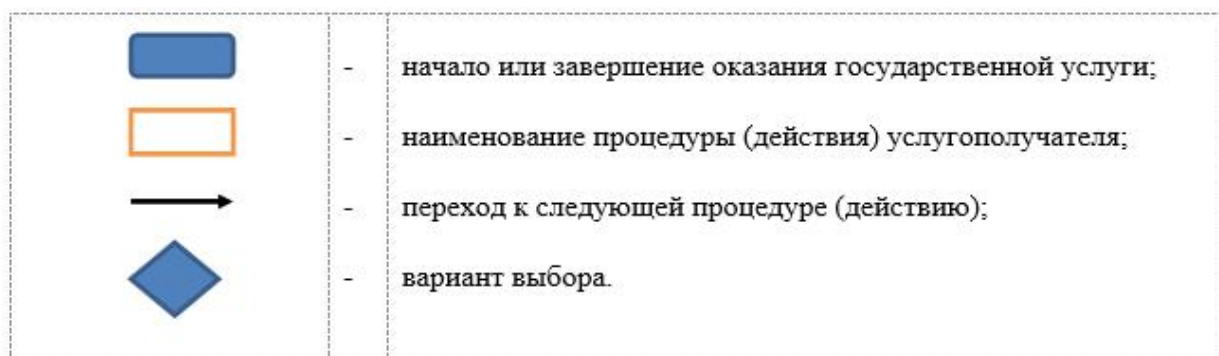 - начало или завершение оказания государственной услуги;
- наименование процедуры (действия) услугополучателя;
- переход к следующей процедуре (действию);
- вариант выбора.